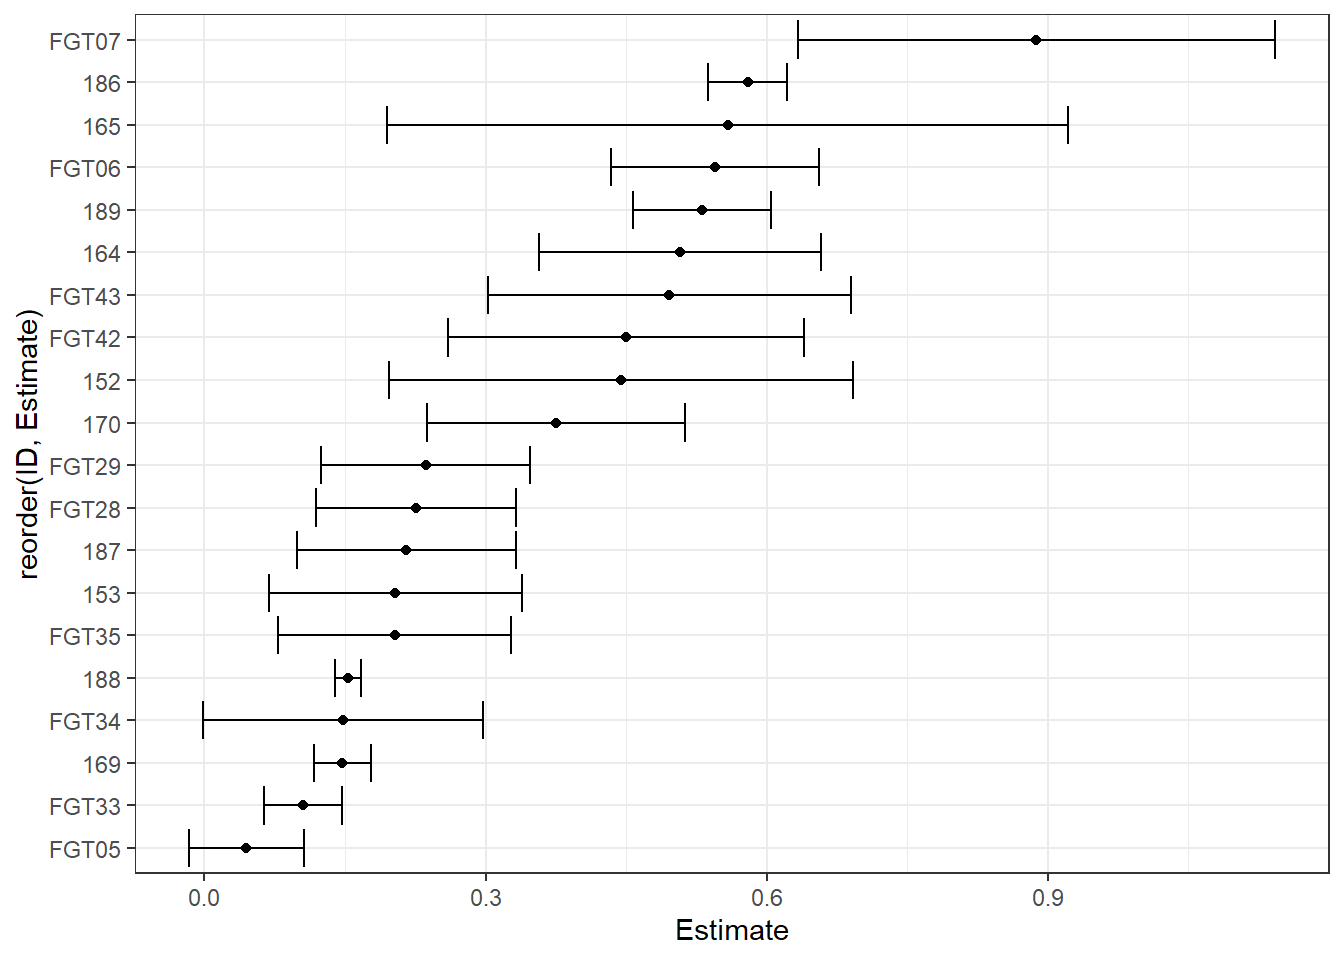 FGT07
186
165
FGT06
189
164
FGT43
FGT42
152
170
FGT29
FGT28
187
153
FGT35
188
FGT34
169
FGT33
FGT05
reorder(ID, Estimate)
0.0 0.3 0.6 0.9
Estimate